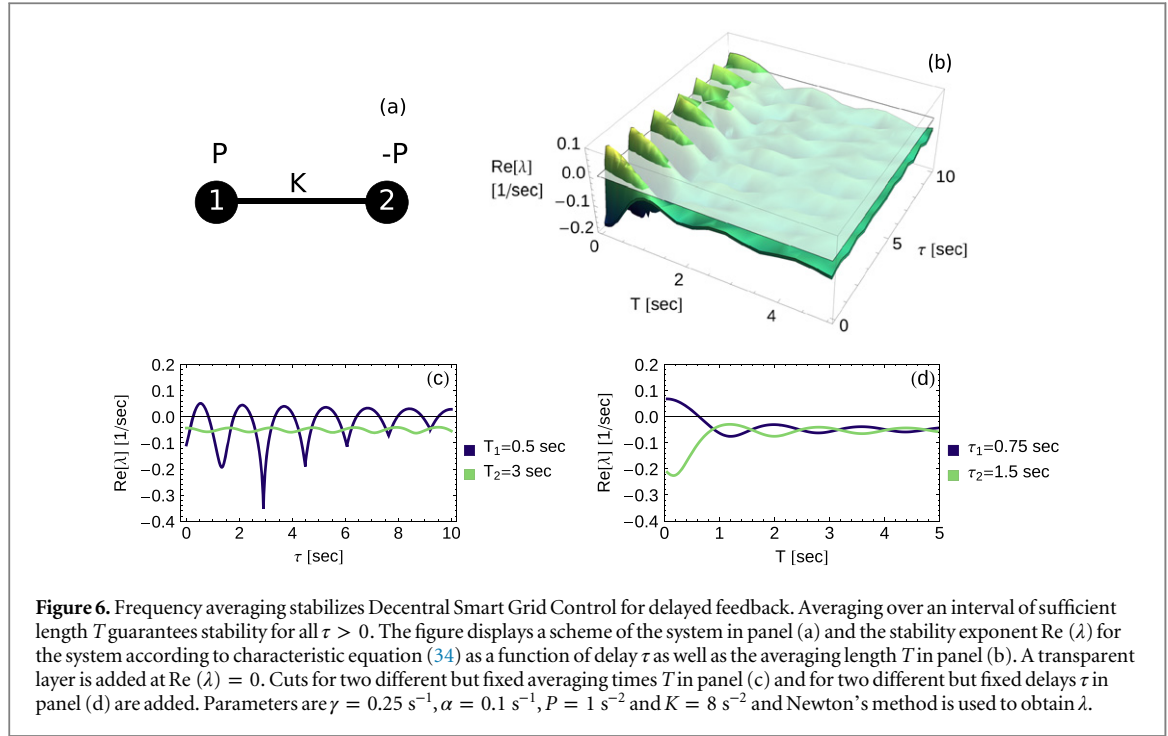 (a)
P
-P
K
1
2
(b)
0.1
Re[λ]
0.0
[1/sec]
−0.1
−0.2
0
2
T [sec]
4
0
5
τ [sec]
10
(c)
0.2
0.1
0.0
−0.1
−0.2
−0.3
−0.4
Re[λ] [1/sec]
0
2
4
6
8
10
τ [sec]
T₁=0.5 sec
T₂=3 sec
(d)
0.2
0.1
0.0
−0.1
−0.2
−0.3
−0.4
Re[λ] [1/sec]
0
1
2
3
4
5
T [sec]
τ₁=0.75 sec
τ₂=1.5 sec
Figure 6. Frequency averaging stabilizes Decentral Smart Grid Control for delayed feedback. Averaging over an interval of sufficient
length T guarantees stability for all τ > 0. The figure displays a scheme of the system in panel (a) and the stability exponent Re (λ) for
the system according to characteristic equation (34) as a function of delay τ as well as the averaging length T in panel (b). A transparent
layer is added at Re (λ) = 0. Cuts for two different but fixed averaging times T in panel (c) and for two different but fixed delays τ in
panel (d) are added. Parameters are γ = 0.25 s⁻¹, α = 0.1 s⁻¹, P = 1 s⁻² and K = 8 s⁻² and Newton’s method is used to obtain λ.